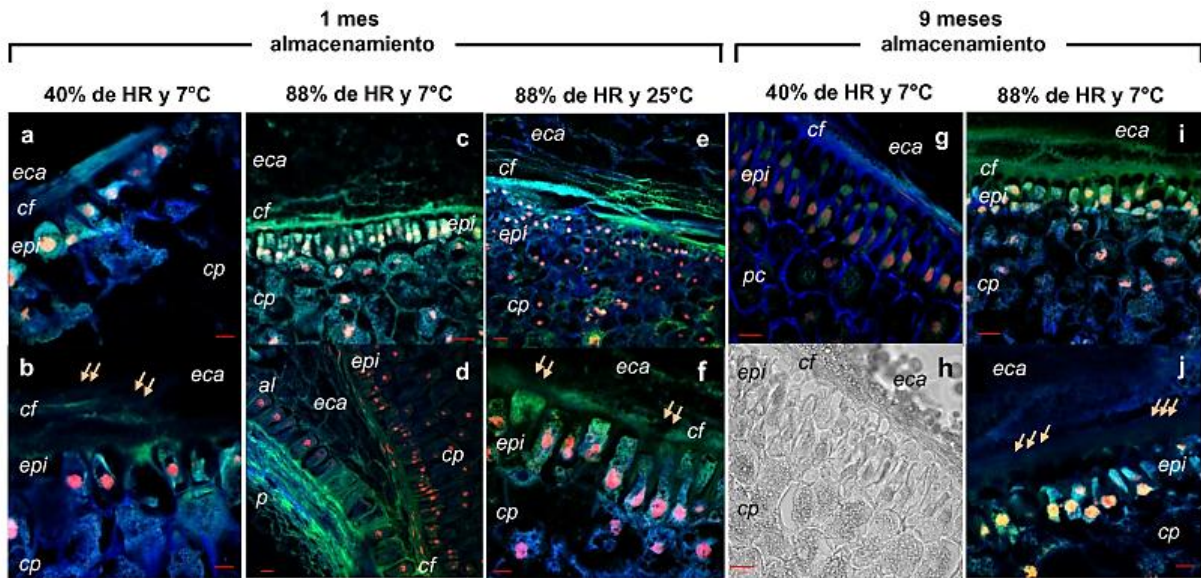 1 mes
almacenamiento
9 meses
almacenamiento
40% de HR y 7°C
88% de HR y 7°C
88% de HR y 25°C
40% de HR y 7°C
88% de HR y 7°C
a
eca
cf
epi
cp
c
eca
cf
epi
cp
e
eca
cf
epi
cp
g
cf
eca
epi
pc
i
eca
cf
epi
cp
b
eca
cf
epi
cp
d
epi
al
eca
cp
p
cf
f
eca
cf
epi
cp
h
cf
epi
eca
cp
j
eca
epi
cp